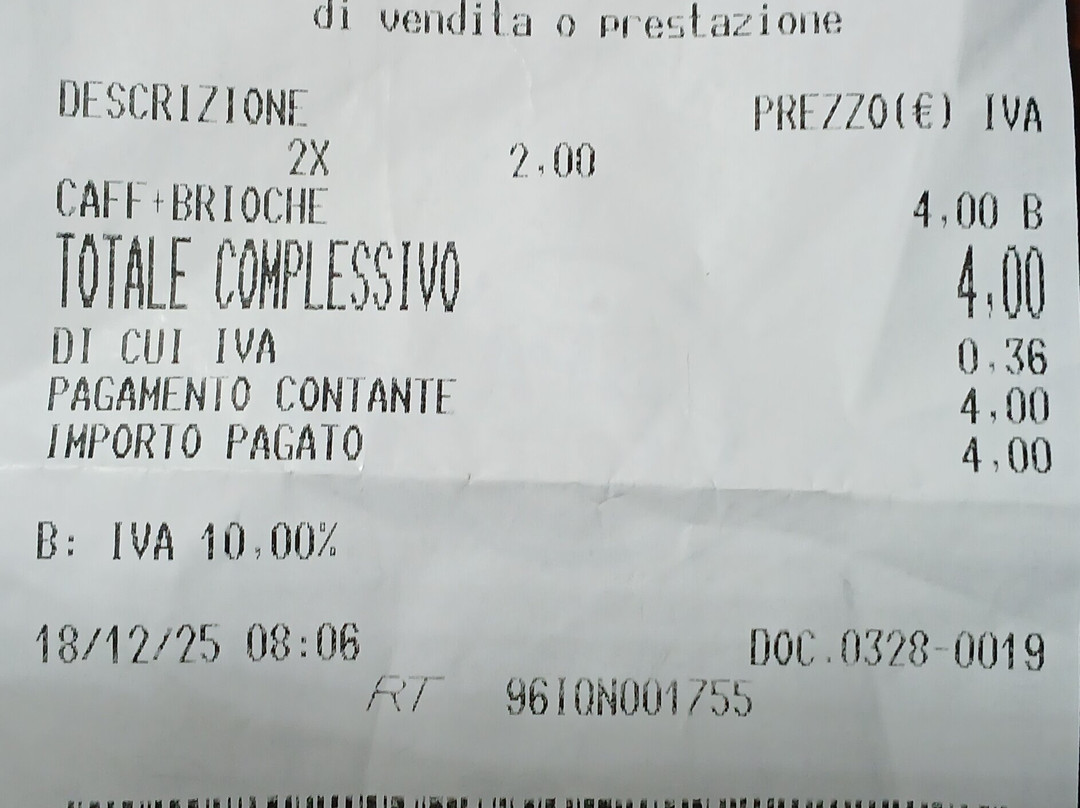 di vendita o prestazione
DESCRIZIONE PREZZO(€) IVA
2X 2,00
CAFF+BRIOCHE 4,00 B
TOTALE COMPLESSIVO 4,00
DI CUI IVA 0,36
PAGAMENTO CONTANTE 4,00
IMPORTO PAGATO 4,00
B: IVA 10,00%
18/12/25 08:06 DOC.0328-0019
RT 96IQN001755